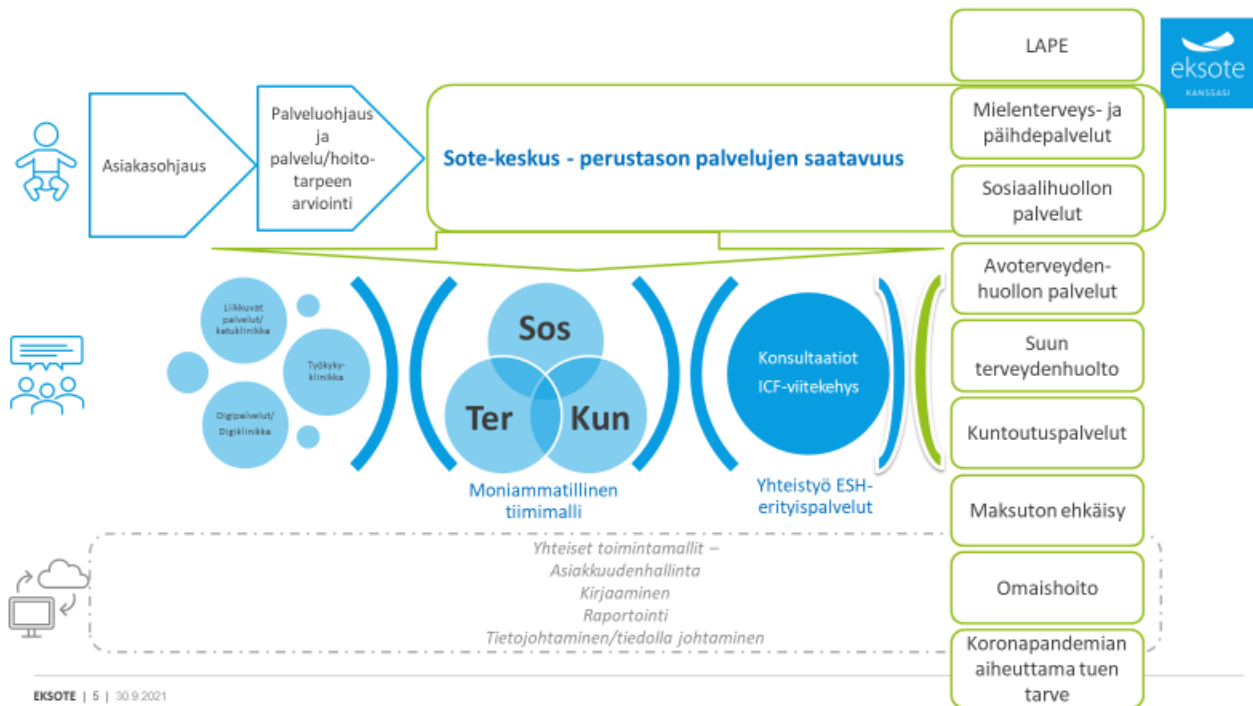 LAPE
eksote
KANSSASI
Asiakasohjaus
Palveluohjaus
ja
palvelu/hoito-
tarpeen
arviointi
Sote-keskus - perustason palvelujen saatavuus
Mielenterveys- ja
päihdepalvelut
Sosiaalihuollon
palvelut
Avoterveyden-
huollon palvelut
Suun
terveydenhuolto
Kuntoutuspalvelut
Maksuton ehkäisy
Omaishoito
Koronapandemian
aiheuttama tuen
tarve
Liikkuvat
palvelut/
katuklinikka
Työkyky-
klinikka
Digipalvelut/
Digiklinikka
Sos
Ter
Kun
Moniammatillinen
tiimimalli
Konsultaatiot
ICF-viitekehys
Yhteistyö ESH-
erityispalvelut
Yhteiset toimintamallit –
Asiakkuudenhallinta
Kirjaaminen
Raportointi
Tietojohtaminen/tiedolla johtaminen
EKSOTE | 5 | 30.9.2021